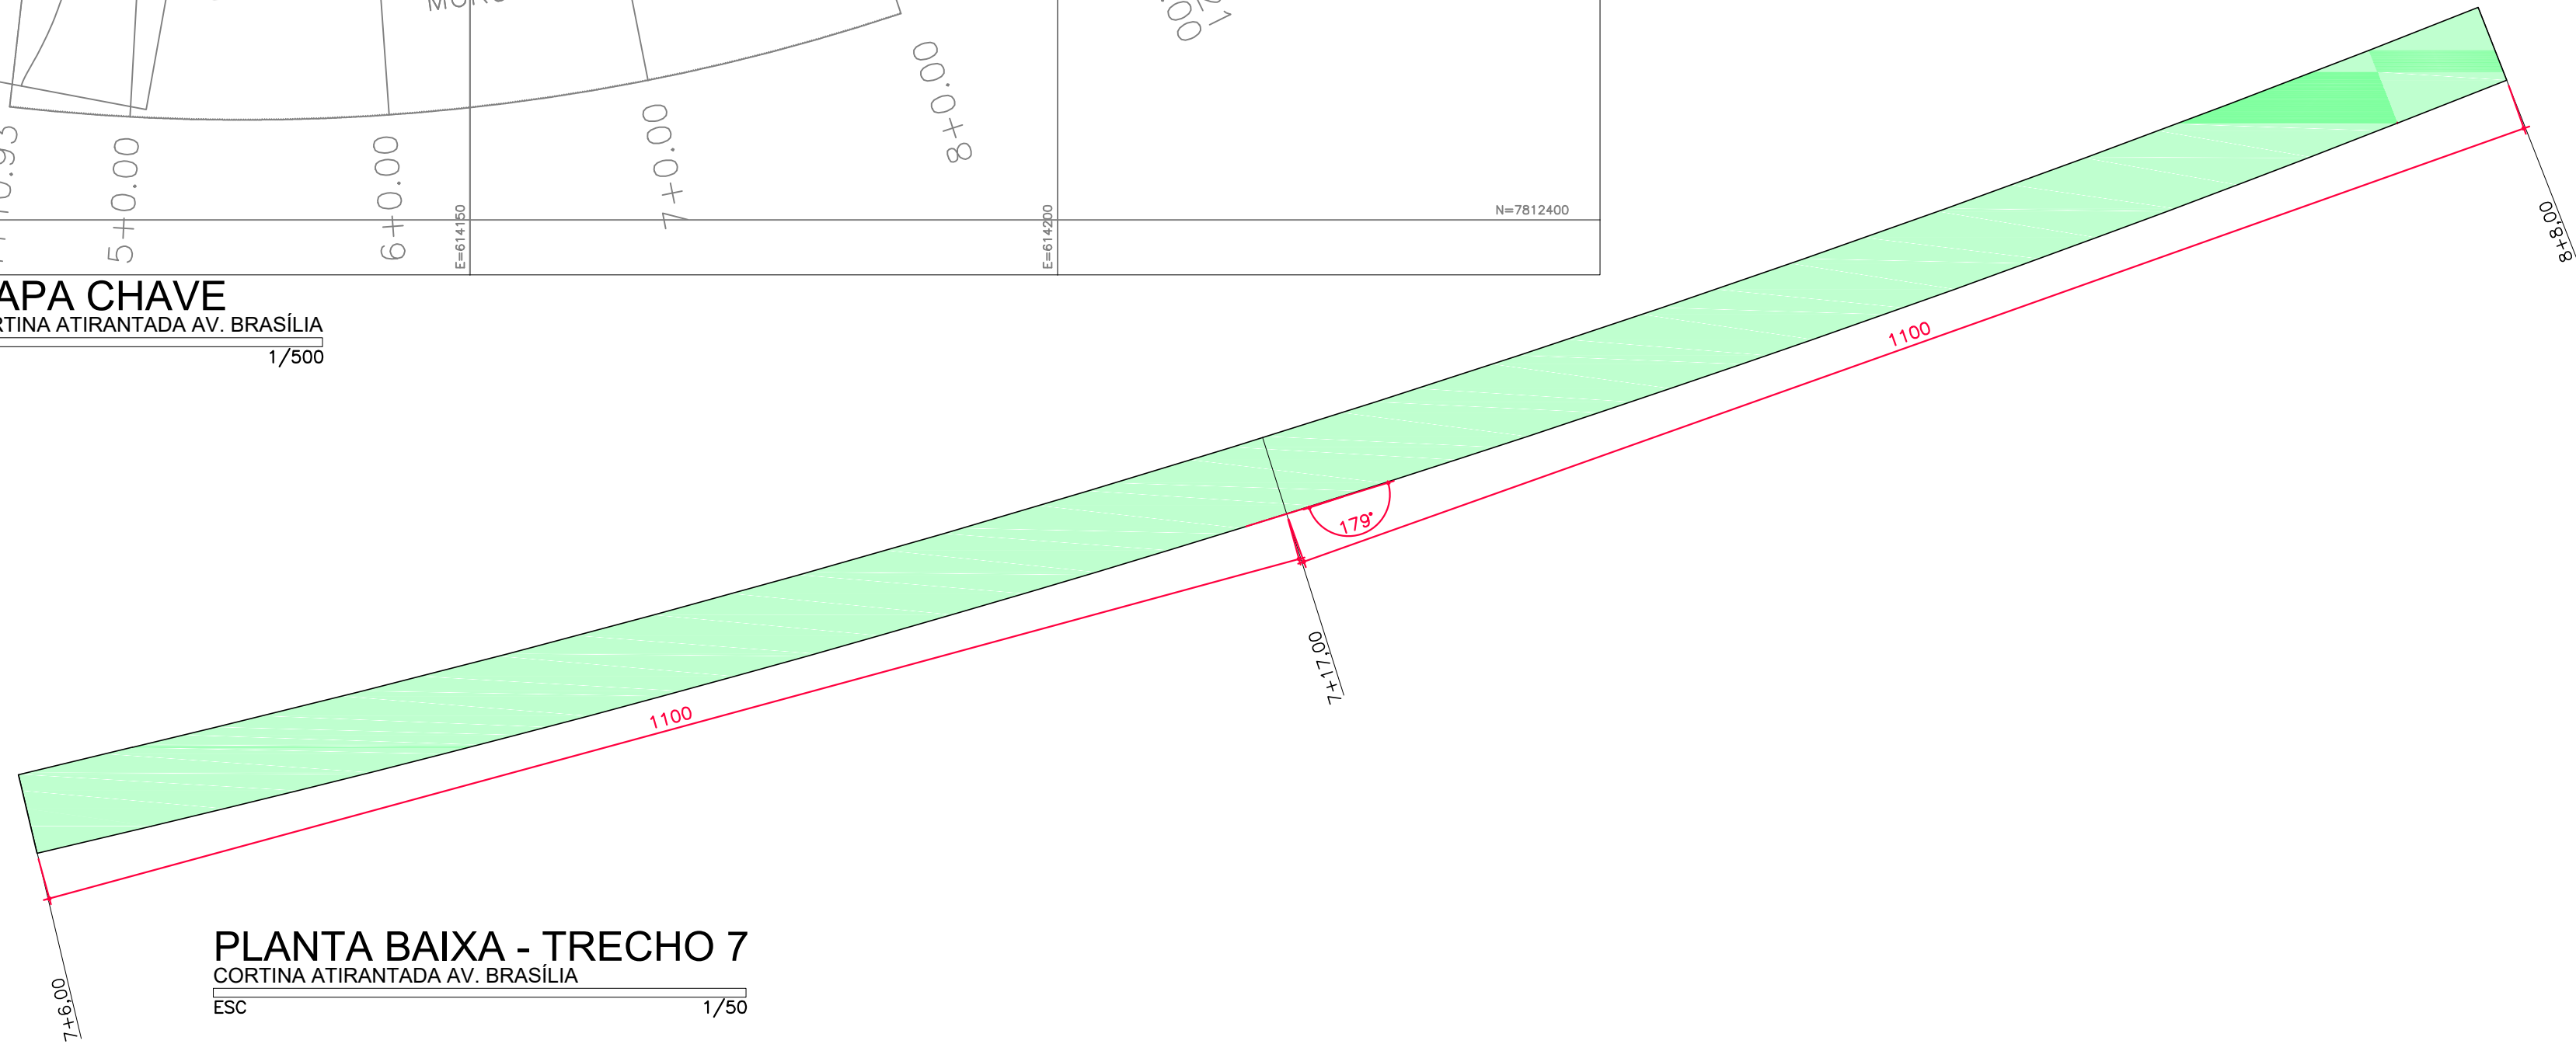 5+0.00
6+0.00
7+0.00
8+0.00
E=614150
E=614200
N=7812400
APA CHAVE
RTINA ATIRANTADA AV. BRASÍLIA
1/500
8+8,00
1100
179°
7+17,00
1100
7+6,00
PLANTA BAIXA - TRECHO 7
CORTINA ATIRANTADA AV. BRASÍLIA
ESC 1/50